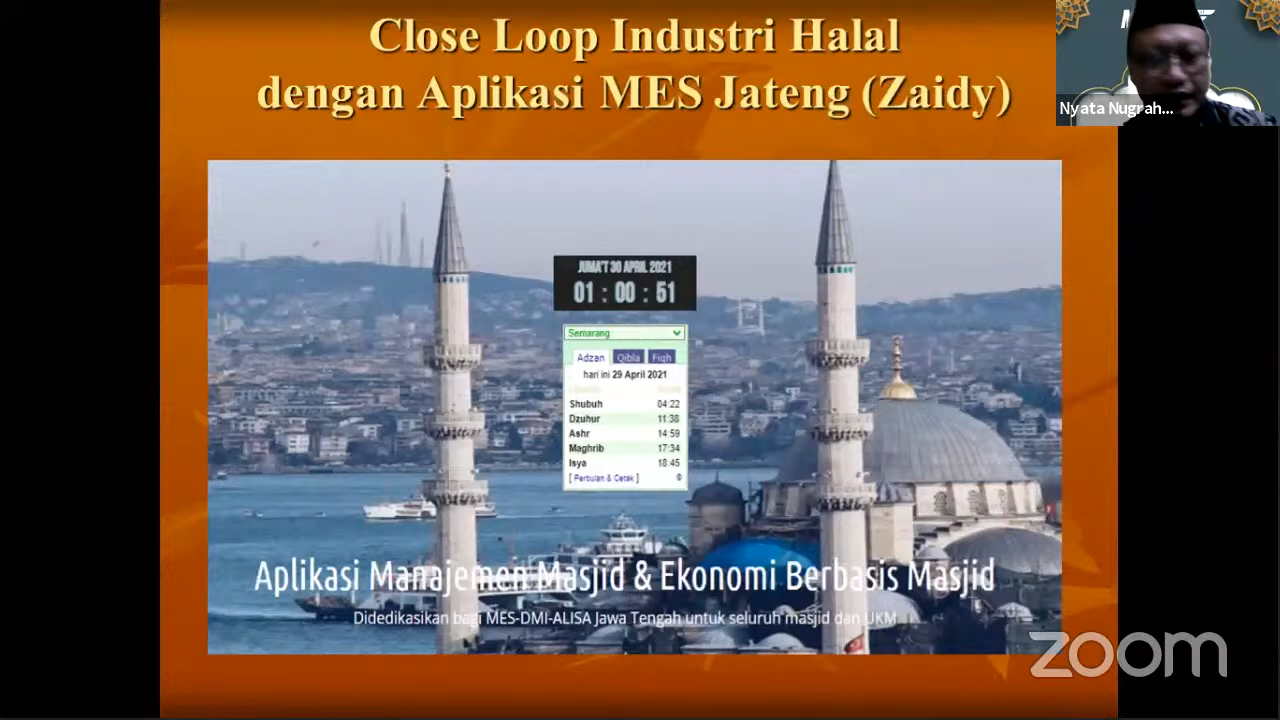 Close Loop Industri Halal
dengan Aplikasi MES Jateng (Zaidy)
Nyata Nugrah...
JUMA'T 30 APRIL 2021
01 : 00 : 51
Semarang
Adzan Qibla Fiqh
hari ini 29 April 2021
Shubuh 04:22
Dzuhur 11:38
Ashr 14:59
Maghrib 17:34
Isya 18:45
[ Perbulan & Cetak ]
Aplikasi Manajemen Masjid & Ekonomi Berbasis Masjid
Didedikasikan bagi MES-DMI-ALISA Jawa Tengah untuk seluruh masjid dan UKM
zoom